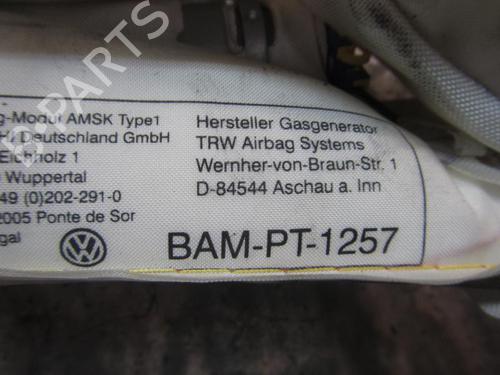 g-Modul AMSK Type1
H/Deutschland GmbH
Eichholz 1
Wuppertal
49 (0)202-291-0
2005 Ponte de Sor
gal
Hersteller Gasgenerator
TRW Airbag Systems
Wernher-von-Braun-Str. 1
D-84544 Aschau a. Inn
BAM-PT-1257
B-PARTS